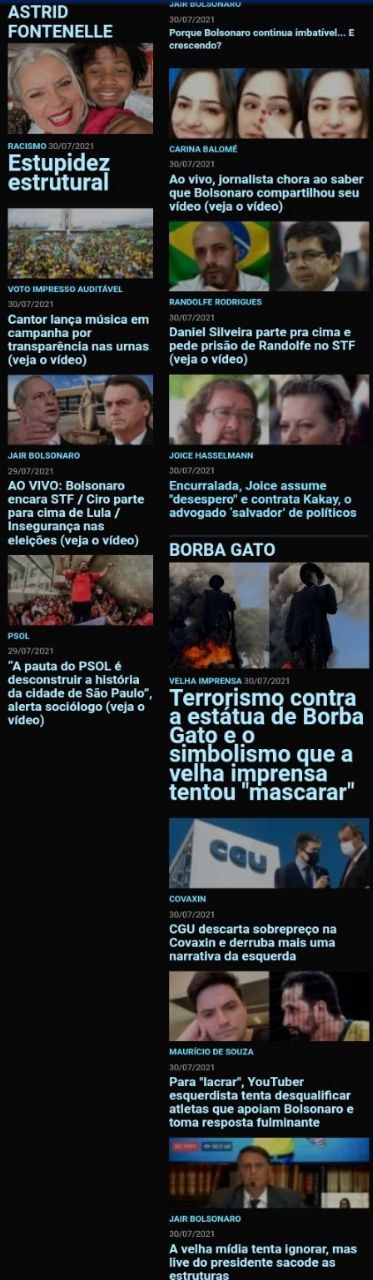 ASTRID
FONTENELLE
RACISMO 30/07/2021
Estupidez
estrutural
VOTO IMPRESSO AUDITÁVEL
30/07/2021
Cantor lança música em
campanha por
transparência nas urnas
(veja o vídeo)
JAIR BOLSONARO
29/07/2021
AO VIVO: Bolsonaro
encara STF / Ciro parte
para cima de Lula /
Insegurança nas
eleições (veja o vídeo)
PSOL
29/07/2021
“A pauta do PSOL é
desconstruir a história
da cidade de São Paulo”,
alerta sociólogo (veja o
vídeo)
JAIR BOLSONARO
30/07/2021
Porque Bolsonaro continua imbatível... E
crescendo?
CARINA BALOMÉ
30/07/2021
Ao vivo, jornalista chora ao saber
que Bolsonaro compartilhou seu
vídeo (veja o vídeo)
RANDOLFE RODRIGUES
30/07/2021
Daniel Silveira parte pra cima e
pede prisão de Randolfe no STF
(veja o vídeo)
JOICE HASSELMANN
30/07/2021
Encurralada, Joice assume
"desespero" e contrata Kakay, o
advogado ‘salvador’ de políticos
BORBA GATO
VELHA IMPRENSA 30/07/2021
Terrorismo contra
a estátua de Borba
Gato e o
simbolismo que a
velha imprensa
tentou "mascarar"
CGU
COVAXIN
30/07/2021
CGU descarta sobrepreço na
Covaxin e derruba mais uma
narrativa da esquerda
MAURÍCIO DE SOUZA
30/07/2021
Para "lacrar", YouTuber
esquerdista tenta desqualificar
atletas que apoiam Bolsonaro e
toma resposta fulminante
JAIR BOLSONARO
30/07/2021
A velha mídia tenta ignorar, mas
live do presidente sacode as
estruturas